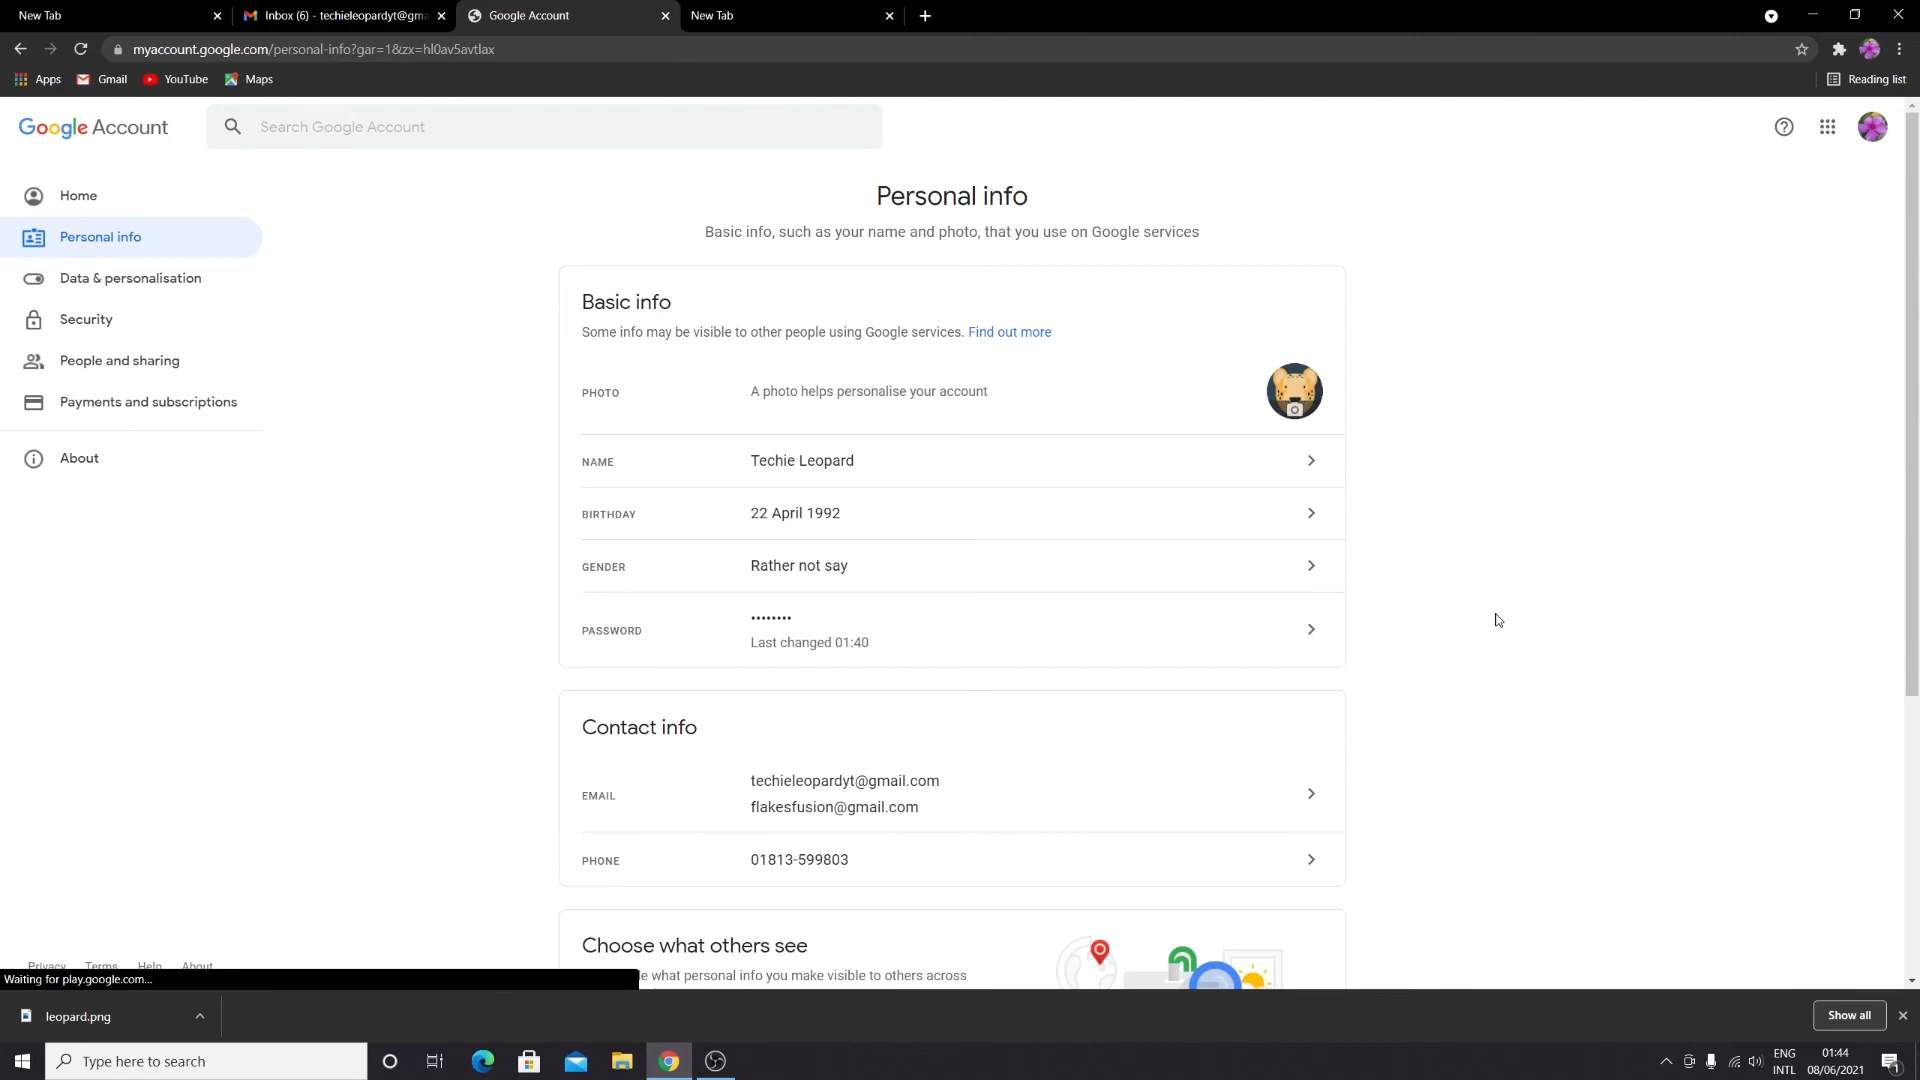 New Tab
Inbox (6) - techieleopardyt@gma
Google Account
New Tab
myaccount.google.com/personal-info?gar=1&zx=hl0av5avtlax
Apps
Gmail
YouTube
Maps
Reading list
Google Account
Search Google Account
Home
Personal info
Data & personalisation
Security
People and sharing
Payments and subscriptions
About
Personal info
Basic info, such as your name and photo, that you use on Google services
Basic info
Some info may be visible to other people using Google services. Find out more
PHOTO
A photo helps personalise your account
NAME
Techie Leopard
BIRTHDAY
22 April 1992
GENDER
Rather not say
PASSWORD
••••••••
Last changed 01:40
Contact info
EMAIL
techieleopardyt@gmail.com
flakesfusion@gmail.com
PHONE
01813-599803
Choose what others see
what personal info you make visible to others across
Privacy
Terms
Help
About
Waiting for play.google.com...
leopard.png
Show all
Type here to search
ENG
INTL
01:44
08/06/2021
1